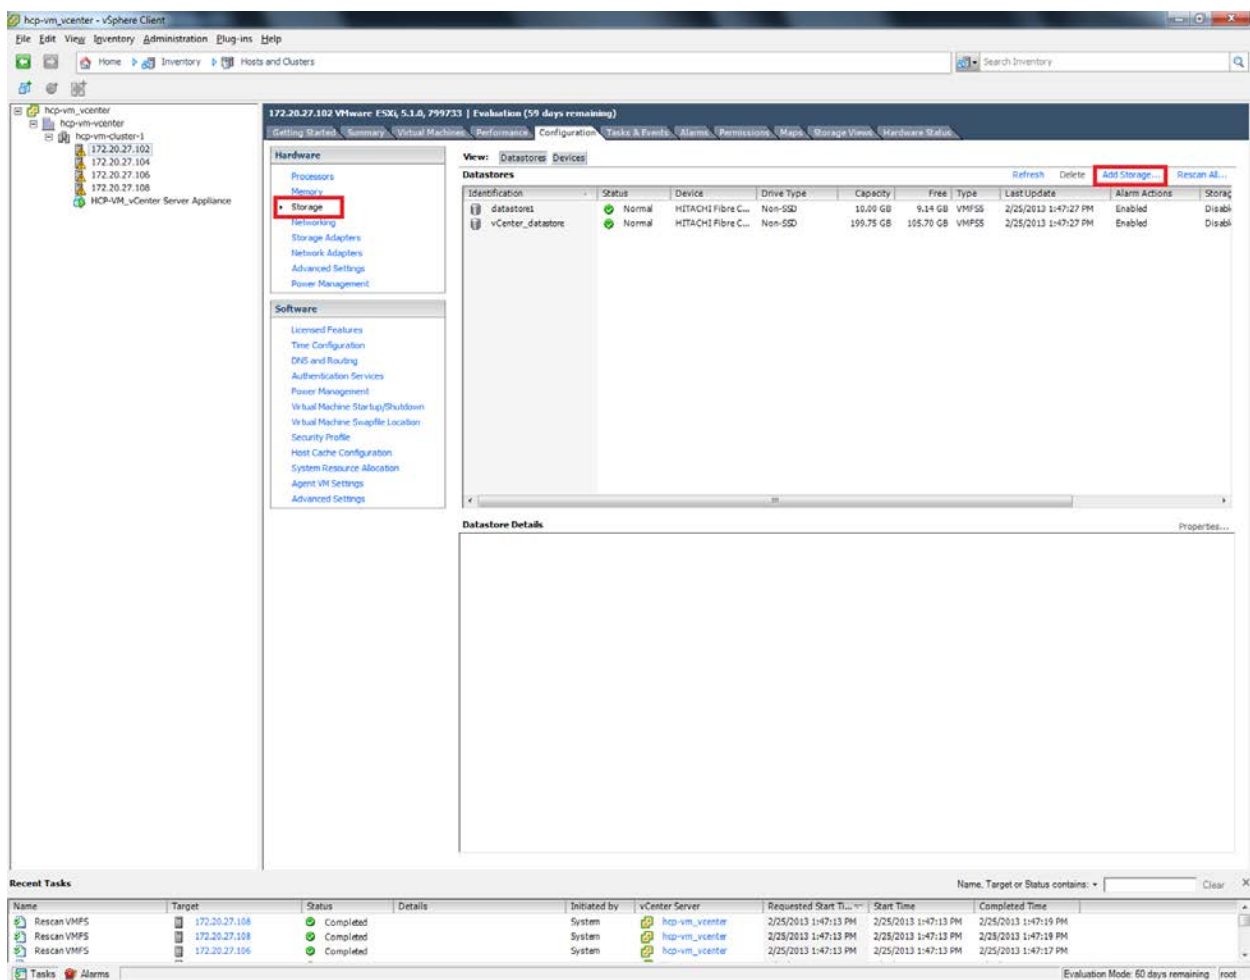 hcp-vm_vcenter - vSphere Client
File Edit View Inventory Administration Plug-ins Help
Home Inventory Hosts and Clusters
Search Inventory
hcp-vm_vcenter
hcp-vm-vcenter
hcp-vm-cluster-1
172.20.27.102
172.20.27.104
172.20.27.106
172.20.27.108
HCP-VM_vCenter Server Appliance
172.20.27.102 VMware ESXi, 5.1.0, 799733 | Evaluation (59 days remaining)
Getting Started Summary Virtual Machines Performance Configuration Tasks & Events Alarms Permissions Maps Storage Views Hardware Status
Hardware
Processors
Memory
Storage
Networking
Storage Adapters
Network Adapters
Advanced Settings
Power Management
Software
Licensed Features
Time Configuration
DNS and Routing
Authentication Services
Power Management
Virtual Machine Startup/Shutdown
Virtual Machine Swapfile Location
Security Profile
Host Cache Configuration
System Resource Allocation
Agent VM Settings
Advanced Settings
View: Datastores Devices
Datastores Refresh Delete Add Storage... Rescan All...
Identification Status Device Drive Type Capacity Free Type Last Update Alarm Actions Storag
datastore1 Normal HITACHI Fibre C... Non-SSD 10.00 GB 9.14 GB VMFS5 2/25/2013 1:47:27 PM Enabled Disabl
vCenter_datastore Normal HITACHI Fibre C... Non-SSD 199.75 GB 105.70 GB VMFS5 2/25/2013 1:47:27 PM Enabled Disabl
Datastore Details Properties...
Recent Tasks Name, Target or Status contains: Clear X
Name Target Status Details Initiated by vCenter Server Requested Start Ti... Start Time Completed Time
Rescan VMFS 172.20.27.108 Completed System hcp-vm_vcenter 2/25/2013 1:47:13 PM 2/25/2013 1:47:13 PM 2/25/2013 1:47:19 PM
Rescan VMFS 172.20.27.108 Completed System hcp-vm_vcenter 2/25/2013 1:47:13 PM 2/25/2013 1:47:13 PM 2/25/2013 1:47:19 PM
Rescan VMFS 172.20.27.106 Completed System hcp-vm_vcenter 2/25/2013 1:47:13 PM 2/25/2013 1:47:13 PM 2/25/2013 1:47:17 PM
Tasks Alarms Evaluation Mode: 60 days remaining root